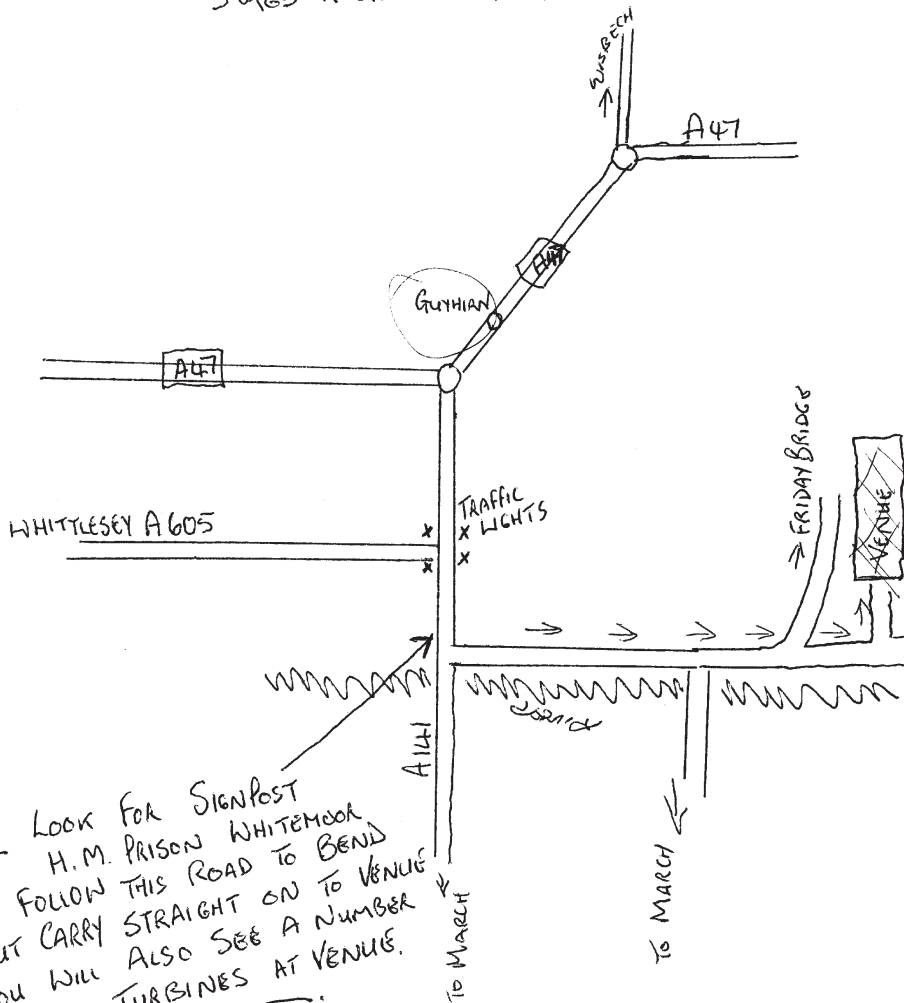 WISBECH
A47
A47
GUYHIRN
A47
FRIDAY BRIDGE
VENUE
TRAFFIC
LIGHTS
WHITTLESEY A605
A141
LOOK FOR SIGNPOST
H.M. PRISON WHITEMOOR
FOLLOW THIS ROAD TO BEND
CARRY STRAIGHT ON TO VENUE
WILL ALSO SEE A NUMBER
TURBINES AT VENUE.
TO MARCH
TO MARCH